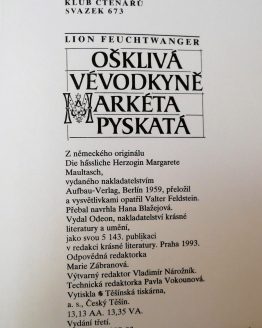 KLUB ČTENÁŘŮ
SVAZEK 673
LION FEUCHTWANGER
OŠKLIVÁ
VÉVODKYNĚ
MARKÉTA
PYSKATÁ
Z německého originálu
Die hässliche Herzogin Margarete
Maultasch,
vydaného nakladatelstvím
Aufbau-Verlag, Berlín 1959, přeložil
a vysvětlivkami opatřil Valter Feldstein.
Přebal navrhla Hana Blažejová.
Vydal Odeon, nakladatelství krásné
literatury a umění,
jako svou 5 143. publikaci
v redakci krásné literatury. Praha 1993.
Odpovědná redaktorka
Marie Zábranová.
Výtvarný redaktor Vladimír Nárožník.
Technická redaktorka Pavla Vokounová.
Vytiskla Těšínská tiskárna,
a. s., Český Těšín.
13,13 AA. 13,35 VA.
Vydání třetí.